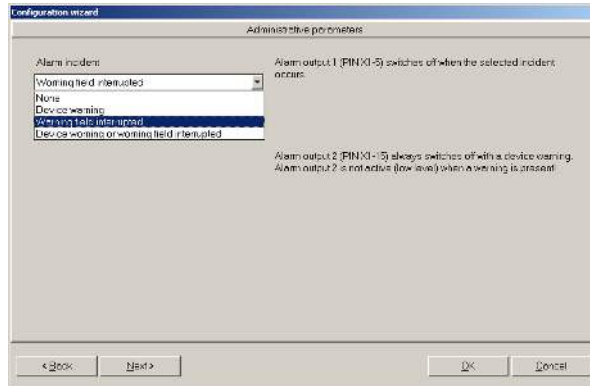 Configuration wizard
Administrative parameters
Alarm incident
Warning field interrupted
None
Device warning
Warning field interrupted
Device warning or warning field interrupted
Alarm output 1 (PIN X1-5) switches off when the selected incident
occurs.
Alarm output 2 (PIN X1-15) always switches off with a device warning.
Alarm output 2 is not active (low level) when a warning is present!
< Back
Next >
OK
Cancel